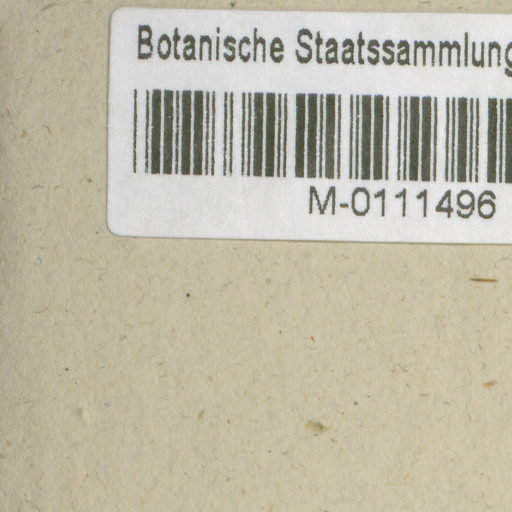 Botanische Staatssammlung
M-0111496